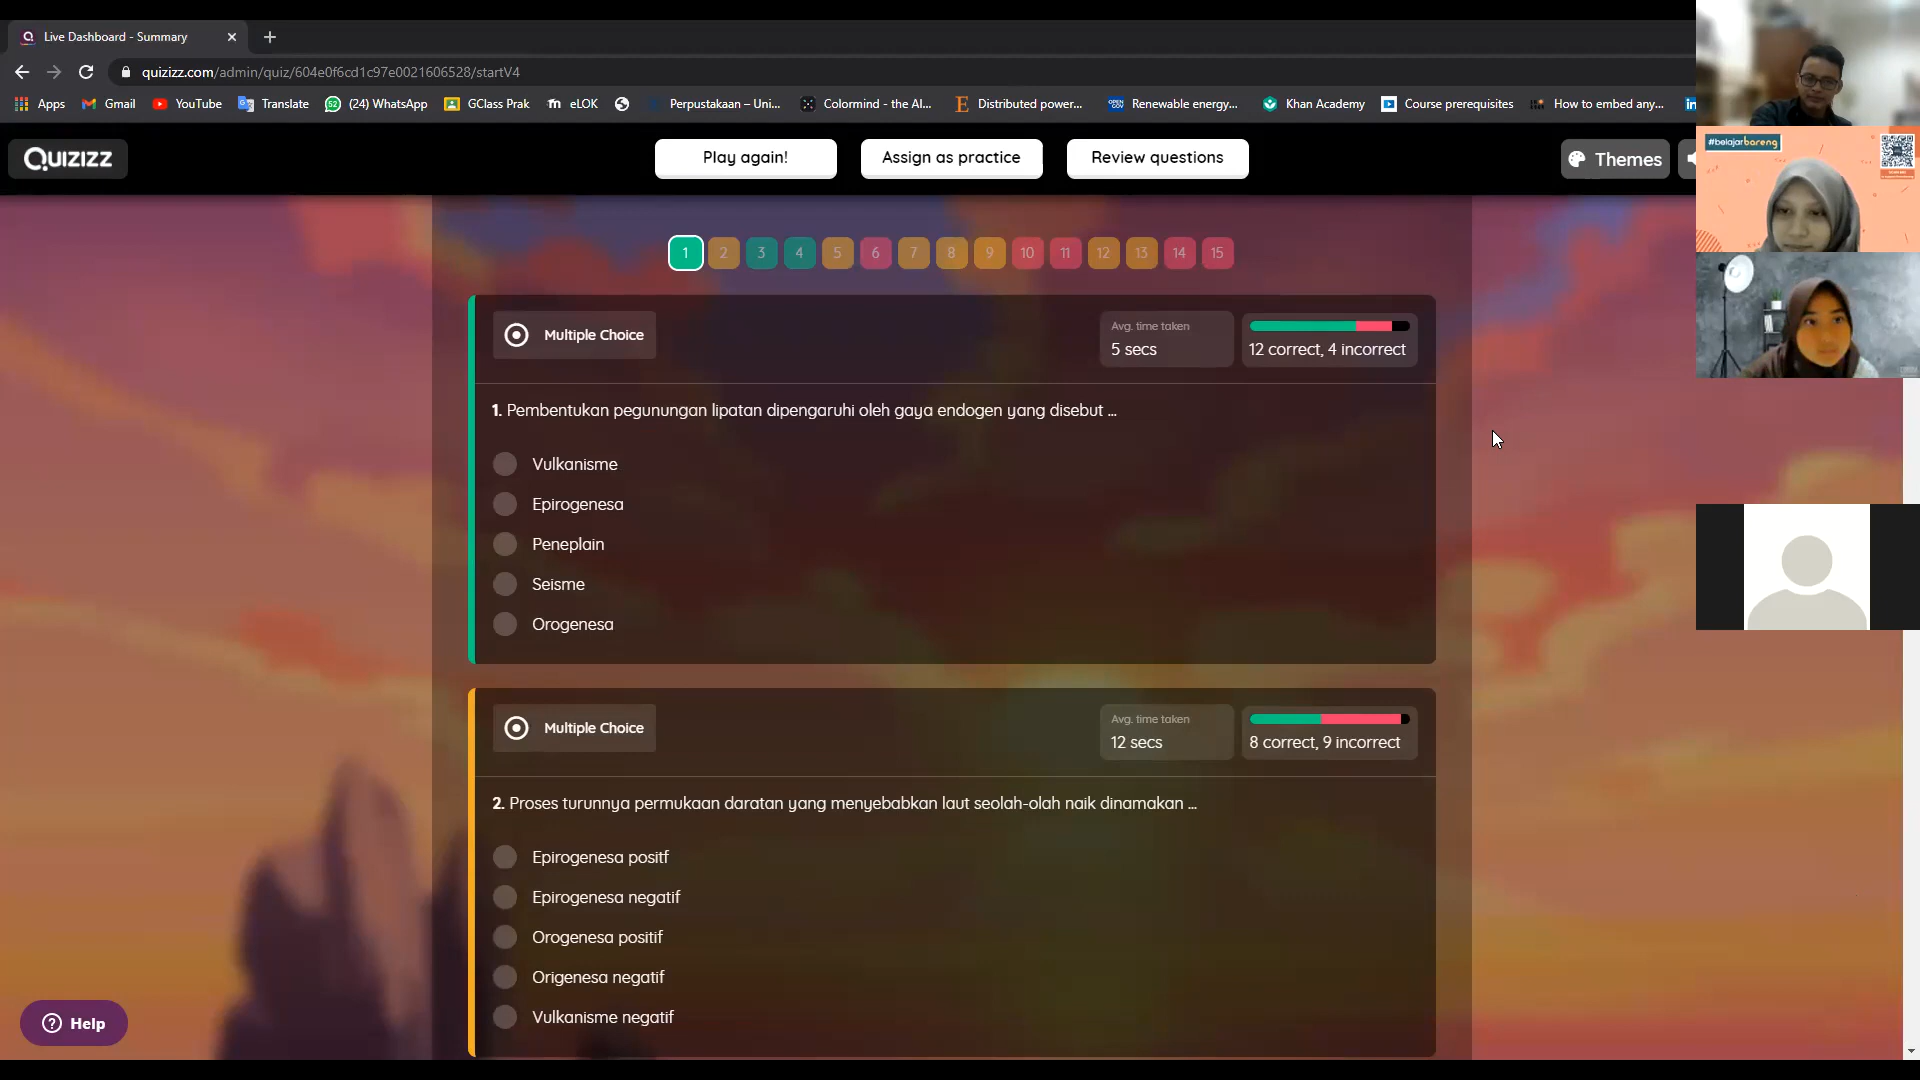 Live Dashboard - Summary
quizizz.com/admin/quiz/604e0f6cd1c97e0021606528/startV4
Apps Gmail YouTube Translate (24) WhatsApp GClass Prak eLOK Perpustakaan – Uni... Colormind - the AI... Distributed power... Renewable energy... Khan Academy Course prerequisites How to embed any...
#belajarbareng
Quizizz
Play again!
Assign as practice
Review questions
Themes
1 2 3 4 5 6 7 8 9 10 11 12 13 14 15
Multiple Choice
Avg. time taken
5 secs
12 correct, 4 incorrect
1. Pembentukan pegunungan lipatan dipengaruhi oleh gaya endogen yang disebut ...
Vulkanisme
Epirogenesa
Peneplain
Seisme
Orogenesa
Multiple Choice
Avg. time taken
12 secs
8 correct, 9 incorrect
2. Proses turunnya permukaan daratan yang menyebabkan laut seolah-olah naik dinamakan ...
Epirogenesa positf
Epirogenesa negatif
Orogenesa positif
Origenesa negatif
Vulkanisme negatif
Help